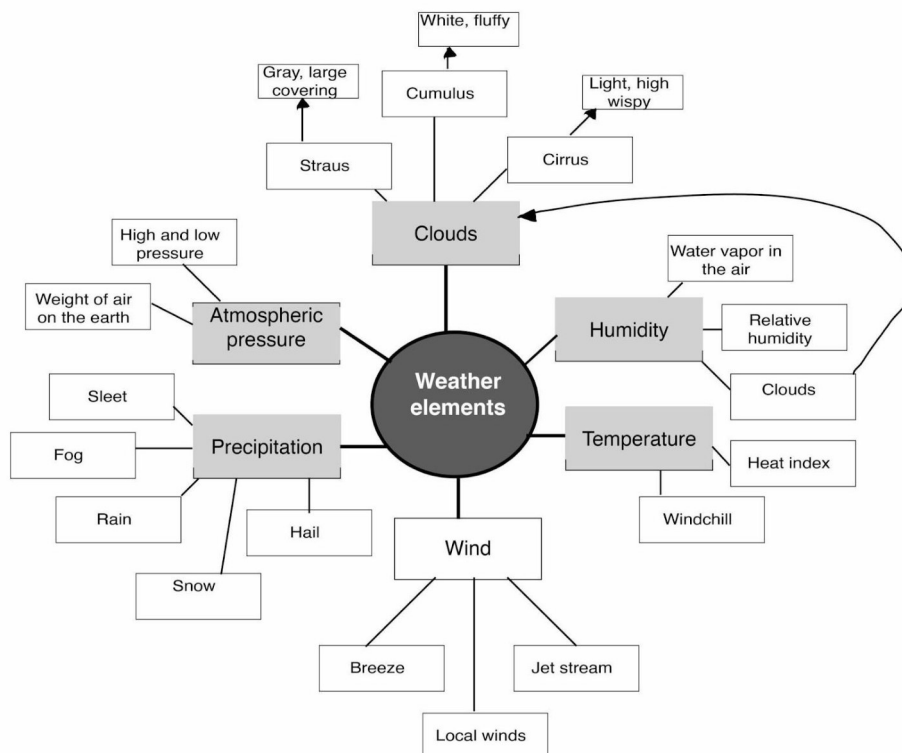 White, fluffy
Gray, large
covering
Cumulus
Light, high
wispy
Straus
Cirrus
Clouds
High and low
pressure
Water vapor in
the air
Weight of air
on the earth
Atmospheric
pressure
Humidity
Relative
humidity
Clouds
Weather
elements
Sleet
Precipitation
Temperature
Fog
Heat index
Rain
Hail
Windchill
Wind
Snow
Breeze
Jet stream
Local winds